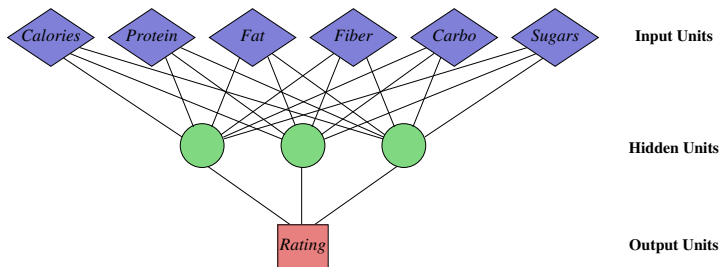 Calories Protein Fat Fiber Carbo Sugars Input Units
Hidden Units
Rating Output Units